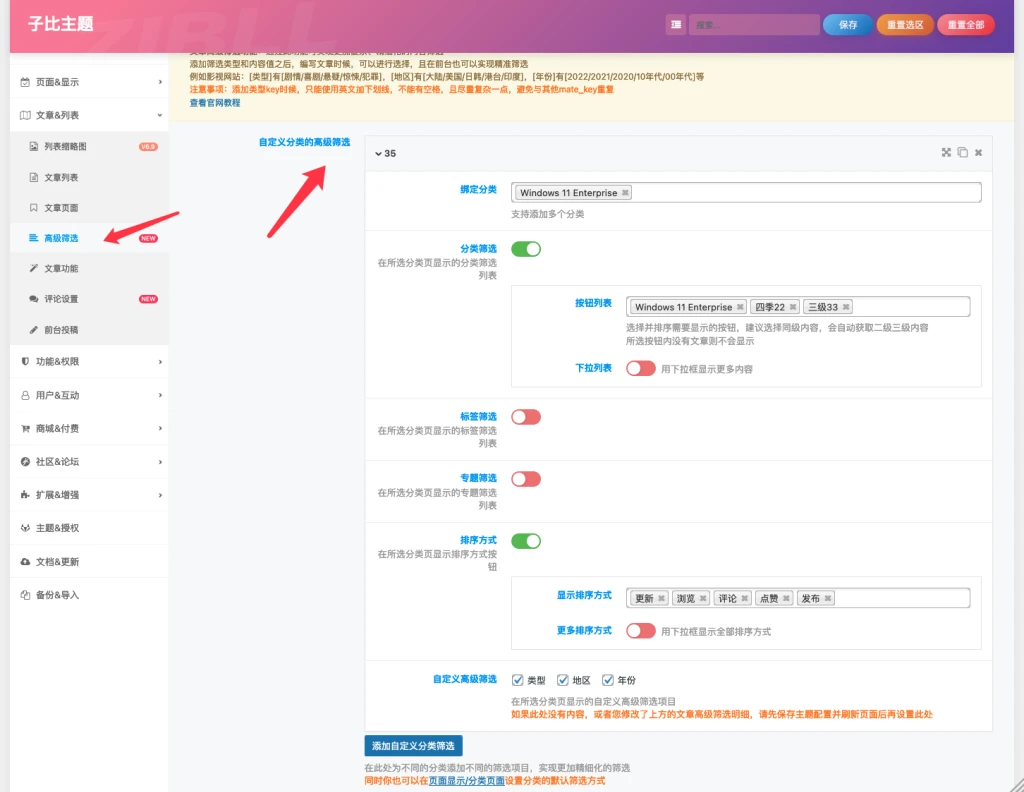 子比主题
搜索...
保存
重置选区
重置全部
页面&显示
文章&列表
列表缩略图 V6.9
文章列表
文章页面
高级筛选 NEW
文章功能
评论设置 NEW
前台投稿
功能&权限
用户&互动
商城&付费
社区&论坛
扩展&增强
主题&授权
文档&更新
备份&导入
添加筛选类型和内容值之后，编写文章时候，可以进行选择，且在前台也可以实现精准筛选
例如影视网站：[类型]有[剧情/喜剧/悬疑/惊悚/犯罪]，[地区]有[大陆/美国/日韩/港台/印度]，[年份]有[2022/2021/2020/10年代/00年代]等
注意事项：添加类型key时候，只能使用英文加下划线，不能有空格，且尽量复杂一点，避免与其他mate_key重复
查看官网教程
自定义分类的高级筛选
35
绑定分类
Windows 11 Enterprise
支持添加多个分类
分类筛选
在所选分类页显示的分类筛选
列表
按钮列表
Windows 11 Enterprise 四季22 三级33
选择并排序需要显示的按钮，建议选择同级内容，会自动获取二级三级内容
所选按钮内没有文章则不会显示
下拉列表
用下拉框显示更多内容
标签筛选
在所选分类页显示的标签筛选
列表
专题筛选
在所选分类页显示的专题筛选
列表
排序方式
在所选分类页显示排序方式按
钮
显示排序方式
更新 浏览 评论 点赞 发布
更多排序方式
用下拉框显示全部排序方式
自定义高级筛选
类型 地区 年份
在所选分类页显示的自定义高级筛选项目
如果此处没有内容，或者您修改了上方的文章高级筛选明细，请先保存主题配置并刷新页面后再设置此处
添加自定义分类筛选
在此处为不同的分类添加不同的筛选项目，实现更加精细化的筛选
同时你也可以在页面显示/分类页面设置分类的默认筛选方式